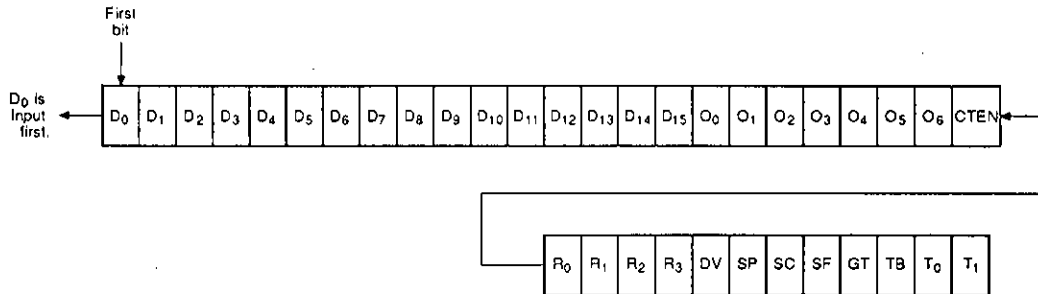 First
bit
D0 is
Input
first.
D0 D1 D2 D3 D4 D5 D6 D7 D8 D9 D10 D11 D12 D13 D14 D15 O0 O1 O2 O3 O4 O5 O6 CTEN
R0 R1 R2 R3 DV SP SC SF GT TB T0 T1